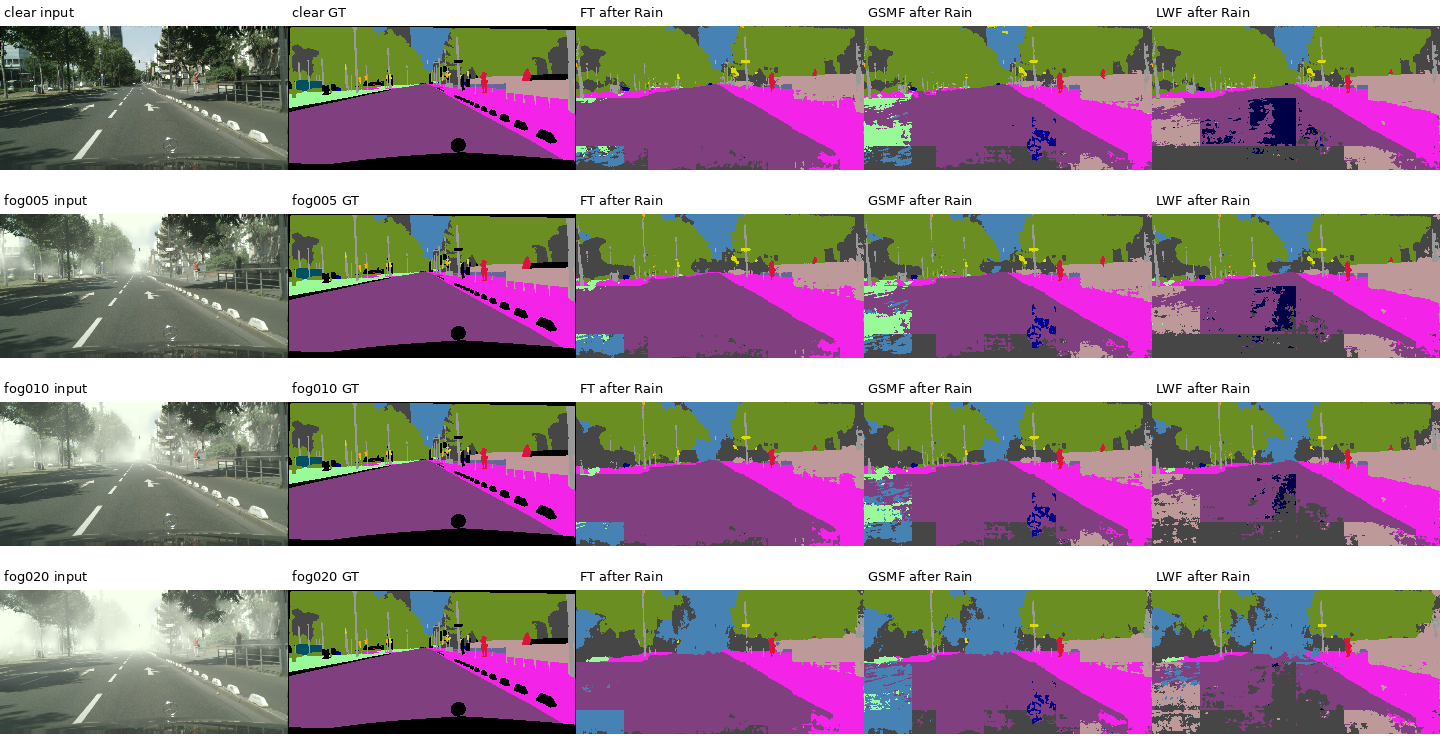 clear input clear GT FT after Rain GSMF after Rain LWF after Rain
fog005 input fog005 GT FT after Rain GSMF after Rain LWF after Rain
fog010 input fog010 GT FT after Rain GSMF after Rain LWF after Rain
fog020 input fog020 GT FT after Rain GSMF after Rain LWF after Rain